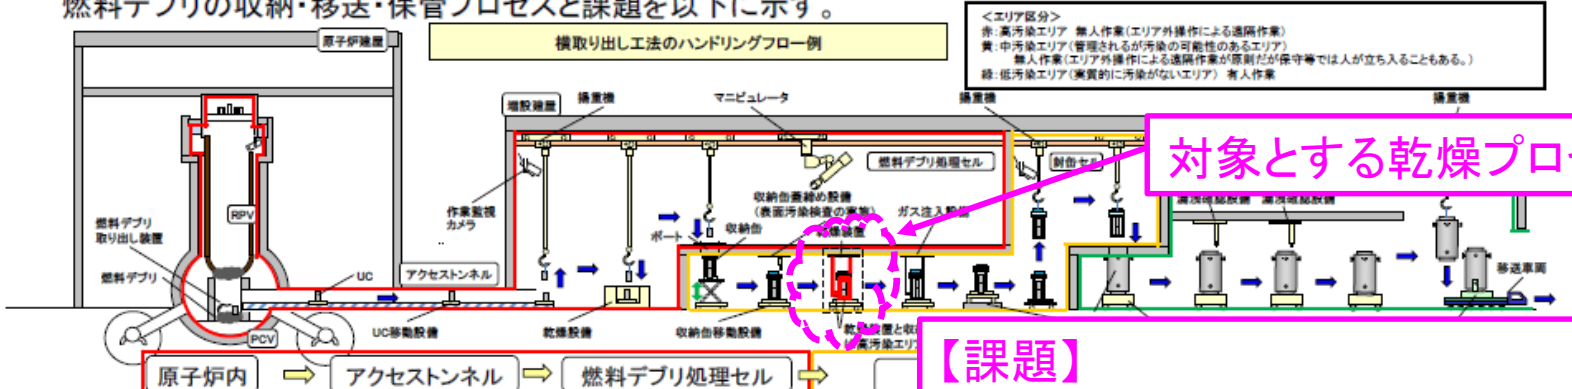 燃料デブリの収納・移送・保管プロセスと課題を以下に示す。
原子炉建屋
横取り出し工法のハンドリングフロー例
＜エリア区分＞
赤:高汚染エリア 無人作業(エリア外操作による遠隔作業)
黄:中汚染エリア(管理されるが汚染の可能性のあるエリア)
無人作業(エリア外操作による遠隔作業が原則だが保守等では人が立ち入ることもある。)
緑:低汚染エリア(実質的に汚染がないエリア) 有人作業
増設建屋
揚重機
マニピュレータ
揚重機
揚重機
対象とする乾燥プロ
燃料デブリ処理セル
封缶セル
作業監視
カメラ
収納缶蓋締め設備
(表面汚染検査の実施)
ガス注入設備
漏洩確認設備
RPV
燃料デブリ
取り出し装置
ポート
収納缶
乾燥装置
燃料デブリ
UC
アクセストンネル
移送車両
PCV
UC移動設備
乾燥設備
収納缶移動設備
【課題】
原子炉内
アクセストンネル
燃料デブリ処理セル